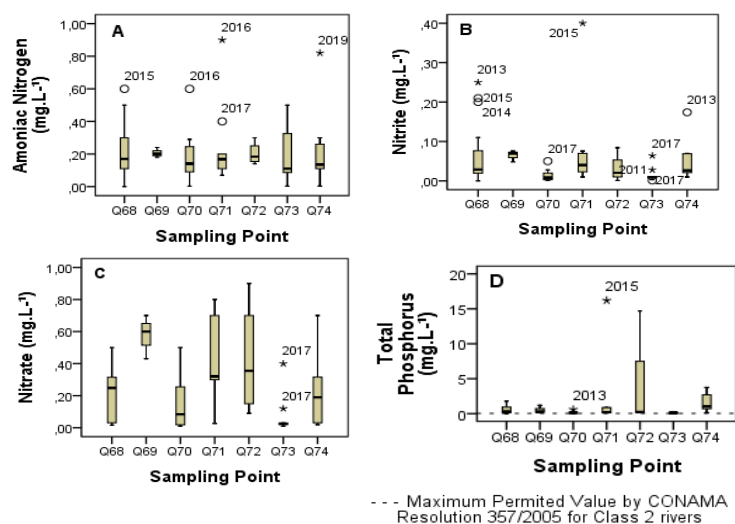 A
Amoniac Nitrogen
(mg.L-¹)
1,00
,80
,60
,40
,20
,00
2015
2016
2016
2017
2019
Q68 Q69 Q70 Q71 Q72 Q73 Q74
Sampling Point
B
Nitrite (mg.L-¹)
,40
,30
,20
,10
,00
2013
2015
2014
2017
2015
2011
2017
2017
2013
Q68 Q69 Q70 Q71 Q72 Q73 Q74
Sampling Point
C
Nitrate (mg.L-¹)
1,00
,80
,60
,40
,20
,00
2017
2017
Q68 Q69 Q70 Q71 Q72 Q73 Q74
Sampling Point
D
Total
Phosphorus
(mg.L-¹)
20
15
10
5
0
2013
2015
Q68 Q69 Q70 Q71 Q72 Q73 Q74
Sampling Point
- - - Maximum Permited Value by CONAMA
Resolution 357/2005 for Class 2 rivers